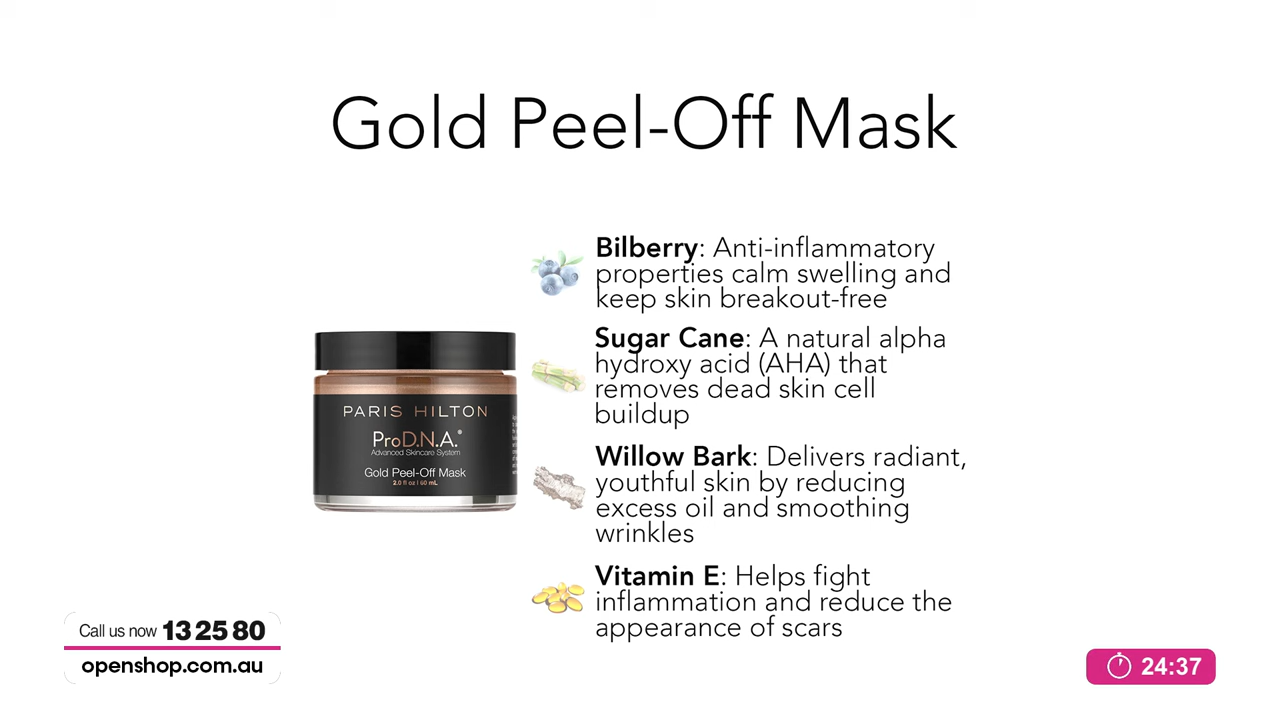 Gold Peel-Off Mask
Bilberry: Anti-inflammatory
properties calm swelling and
keep skin breakout-free
Sugar Cane: A natural alpha
hydroxy acid (AHA) that
removes dead skin cell
buildup
Willow Bark: Delivers radiant,
youthful skin by reducing
excess oil and smoothing
wrinkles
Vitamin E: Helps fight
inflammation and reduce the
appearance of scars
PARIS HILTON
ProD.N.A.®
Advanced Skincare System
Gold Peel-Off Mask
2.0 fl oz | 60 mL
Call us now 13 25 80
openshop.com.au
24:37